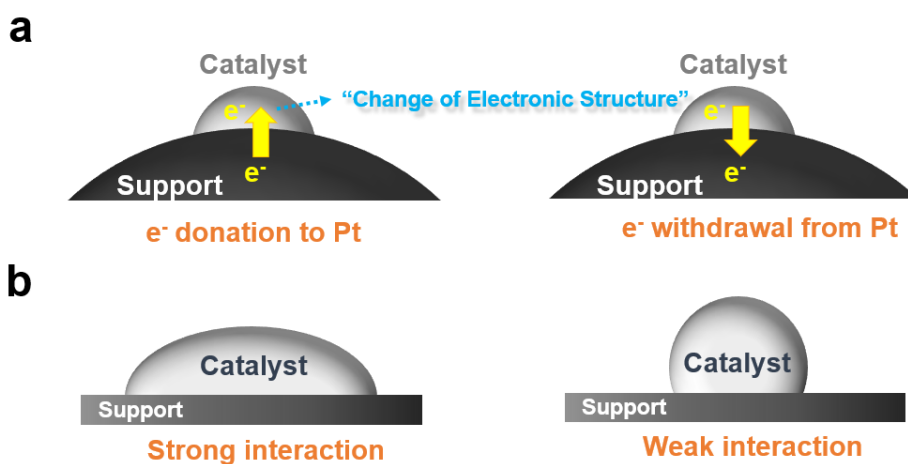 a
Catalyst
Catalyst
e⁻
"Change of Electronic Structure"
e⁻
e⁻
e⁻
Support
Support
e⁻ donation to Pt
e⁻ withdrawal from Pt
b
Catalyst
Catalyst
Support
Support
Strong interaction
Weak interaction